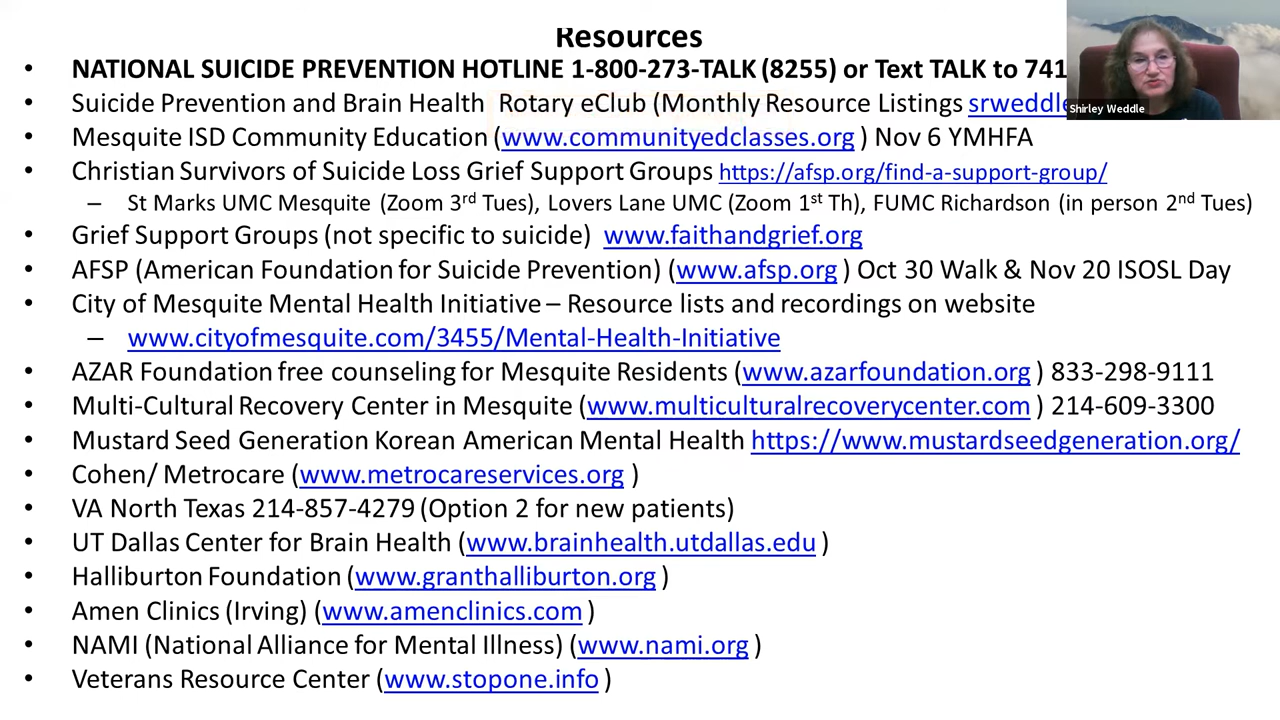 Resources
• NATIONAL SUICIDE PREVENTION HOTLINE 1-800-273-TALK (8255) or Text TALK to 741
• Suicide Prevention and Brain Health Rotary eClub (Monthly Resource Listings srweddle
Shirley Weddle
• Mesquite ISD Community Education (www.communityedclasses.org ) Nov 6 YMHFA
• Christian Survivors of Suicide Loss Grief Support Groups https://afsp.org/find-a-support-group/
– St Marks UMC Mesquite (Zoom 3rd Tues), Lovers Lane UMC (Zoom 1st Th), FUMC Richardson (in person 2nd Tues)
• Grief Support Groups (not specific to suicide) www.faithandgrief.org
• AFSP (American Foundation for Suicide Prevention) (www.afsp.org ) Oct 30 Walk & Nov 20 ISOSL Day
• City of Mesquite Mental Health Initiative – Resource lists and recordings on website
– www.cityofmesquite.com/3455/Mental-Health-Initiative
• AZAR Foundation free counseling for Mesquite Residents (www.azarfoundation.org ) 833-298-9111
• Multi-Cultural Recovery Center in Mesquite (www.multiculturalrecoverycenter.com ) 214-609-3300
• Mustard Seed Generation Korean American Mental Health https://www.mustardseedgeneration.org/
• Cohen/ Metrocare (www.metrocareservices.org )
• VA North Texas 214-857-4279 (Option 2 for new patients)
• UT Dallas Center for Brain Health (www.brainhealth.utdallas.edu )
• Halliburton Foundation (www.granthalliburton.org )
• Amen Clinics (Irving) (www.amenclinics.com )
• NAMI (National Alliance for Mental Illness) (www.nami.org )
• Veterans Resource Center (www.stopone.info )